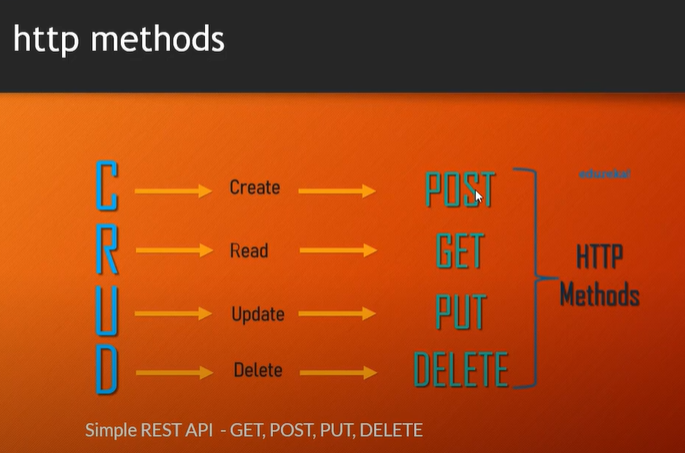 http methods
C Create POST
edureka!
R Read GET
HTTP
Methods
U Update PUT
D Delete DELETE
Simple REST API - GET, POST, PUT, DELETE